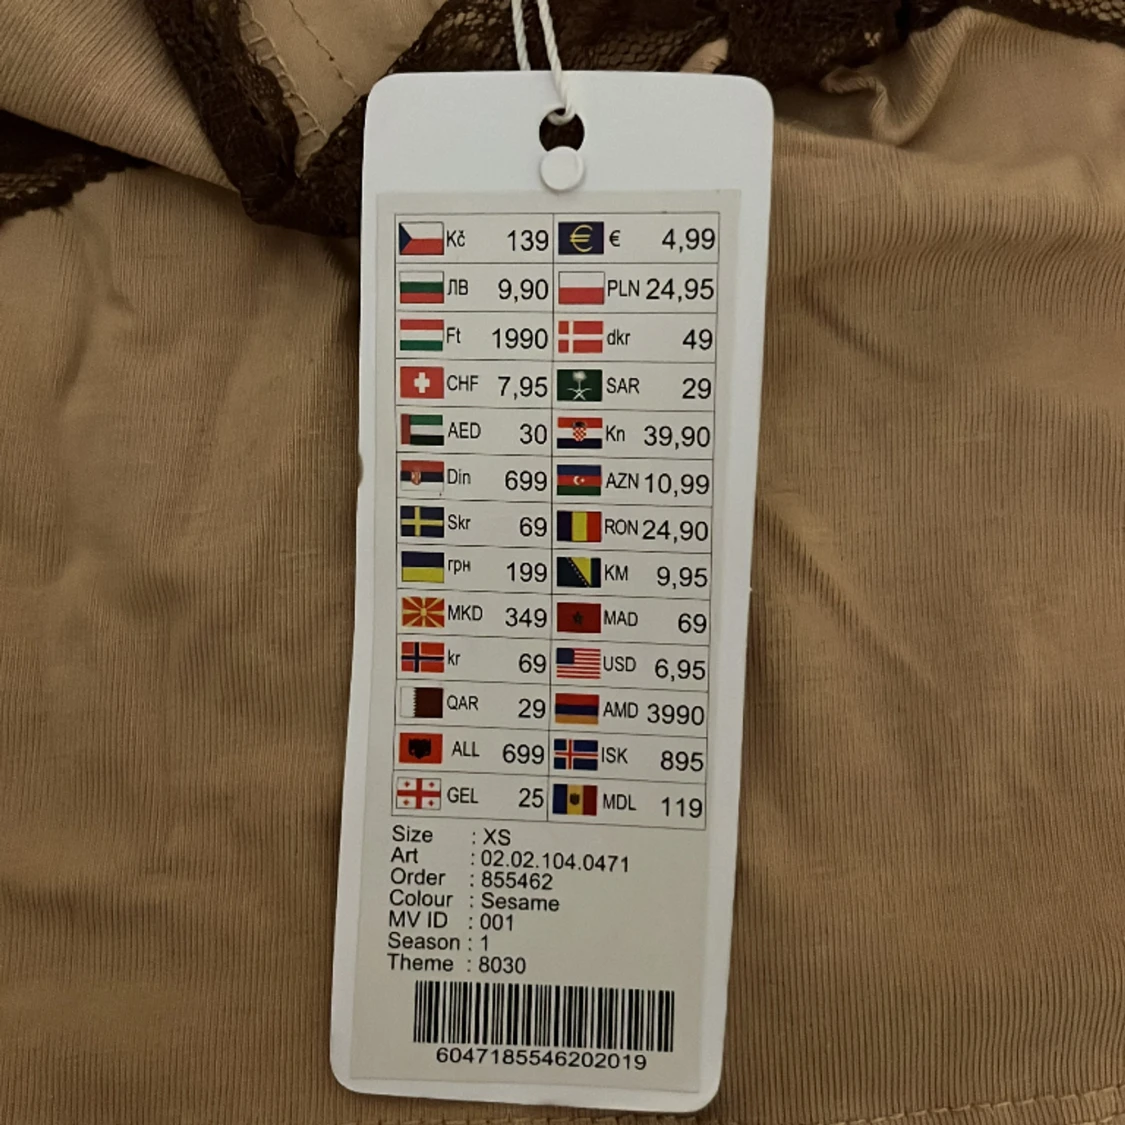 Kč 139 € 4,99
ЛВ 9,90 PLN 24,95
Ft 1990 dkr 49
CHF 7,95 SAR 29
AED 30 Kn 39,90
Din 699 AZN 10,99
Skr 69 RON 24,90
грн 199 KM 9,95
MKD 349 MAD 69
kr 69 USD 6,95
QAR 29 AMD 3990
ALL 699 ISK 895
GEL 25 MDL 119
Size : XS
Art : 02.02.104.0471
Order : 855462
Colour : Sesame
MV ID : 001
Season : 1
Theme : 8030
6047185546202019